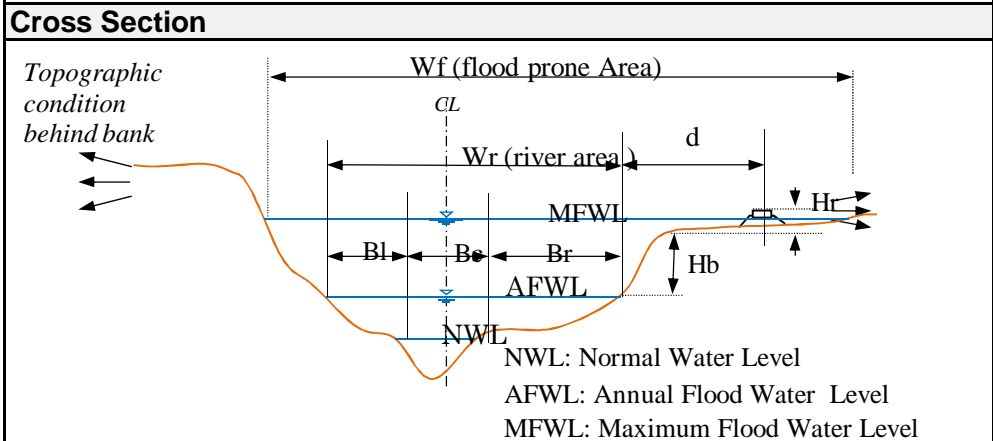 Cross Section
Topographic
condition
behind bank
Wf (flood prone Area)
CL
d
Wr (river area )
Hr
MFWL
Bl
Bc
Br
Hb
AFWL
NWL
NWL: Normal Water Level
AFWL: Annual Flood Water Level
MFWL: Maximum Flood Water Level